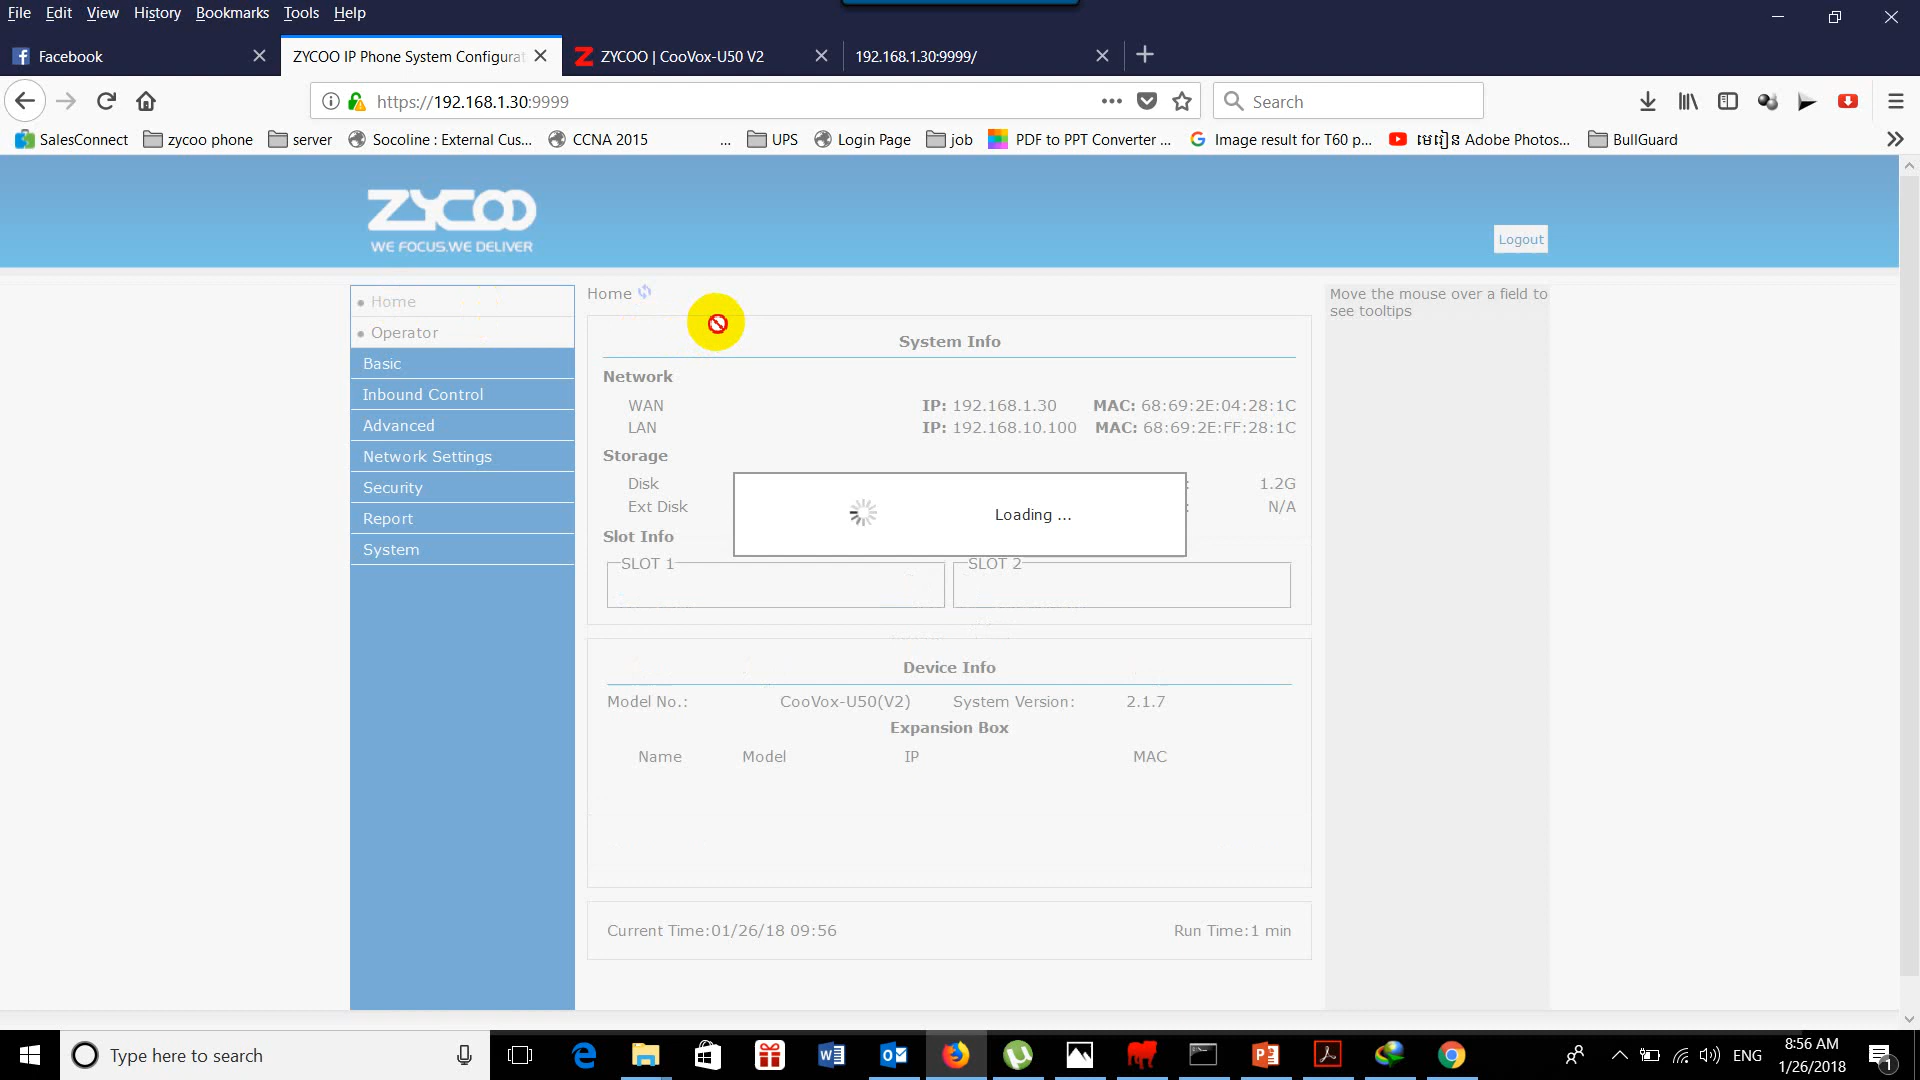 File Edit View History Bookmarks Tools Help
Facebook
ZYCOO IP Phone System Configurat
ZYCOO | CooVox-U50 V2
192.168.1.30:9999/
https://192.168.1.30:9999
Search
SalesConnect
zycoo phone
server
Socoline : External Cus...
CCNA 2015
...
UPS
Login Page
job
PDF to PPT Converter ...
Image result for T60 p...
មេរៀន Adobe Photos...
BullGuard
ZYCOO
WE FOCUS.WE DELIVER
Logout
Home
Operator
Basic
Inbound Control
Advanced
Network Settings
Security
Report
System
Home
System Info
Network
WAN IP: 192.168.1.30 MAC: 68:69:2E:04:28:1C
LAN IP: 192.168.10.100 MAC: 68:69:2E:FF:28:1C
Storage
Disk : 1.2G
Ext Disk : N/A
Loading ...
Slot Info
SLOT 1 SLOT 2
Device Info
Model No.: CooVox-U50(V2) System Version: 2.1.7
Expansion Box
Name Model IP MAC
Current Time:01/26/18 09:56 Run Time:1 min
Move the mouse over a field to
see tooltips
Type here to search
ENG
8:56 AM
1/26/2018
1